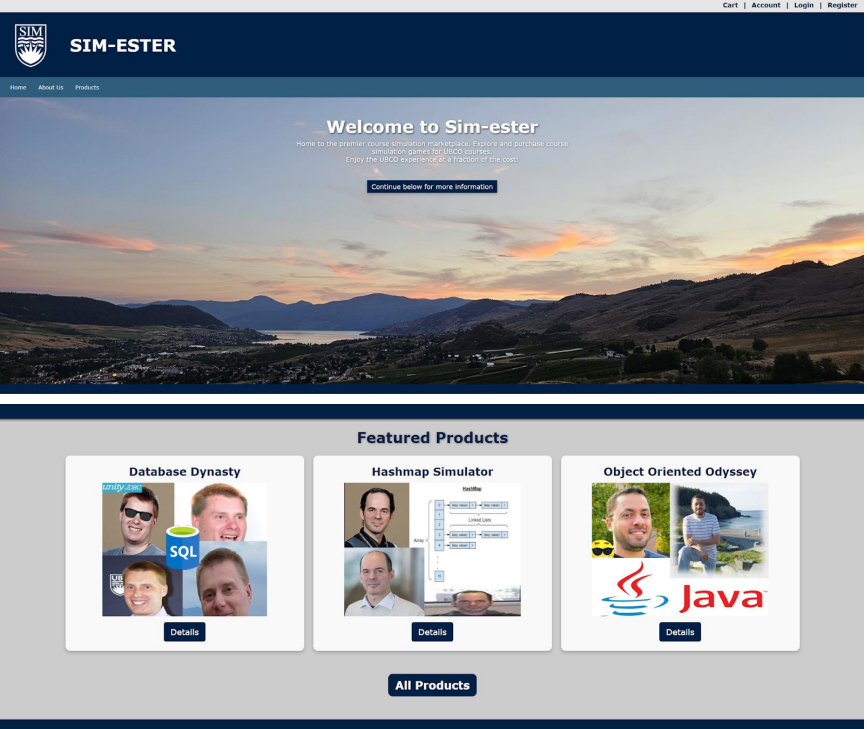 Cart | Account | Login | Register
SIM
SIM-ESTER
Home About Us Products
Welcome to Sim-ester
Home to the premier course simulation marketplace. Explore and purchase course
simulation games for UBCO courses.
Enjoy the UBCO experience at a fraction of the cost!
Continue below for more information
Featured Products
Database Dynasty
unity JDBC
SQL
UB
Details
Hashmap Simulator
HashMap
Linked Lists
Array
Details
Object Oriented Odyssey
Java
Details
All Products